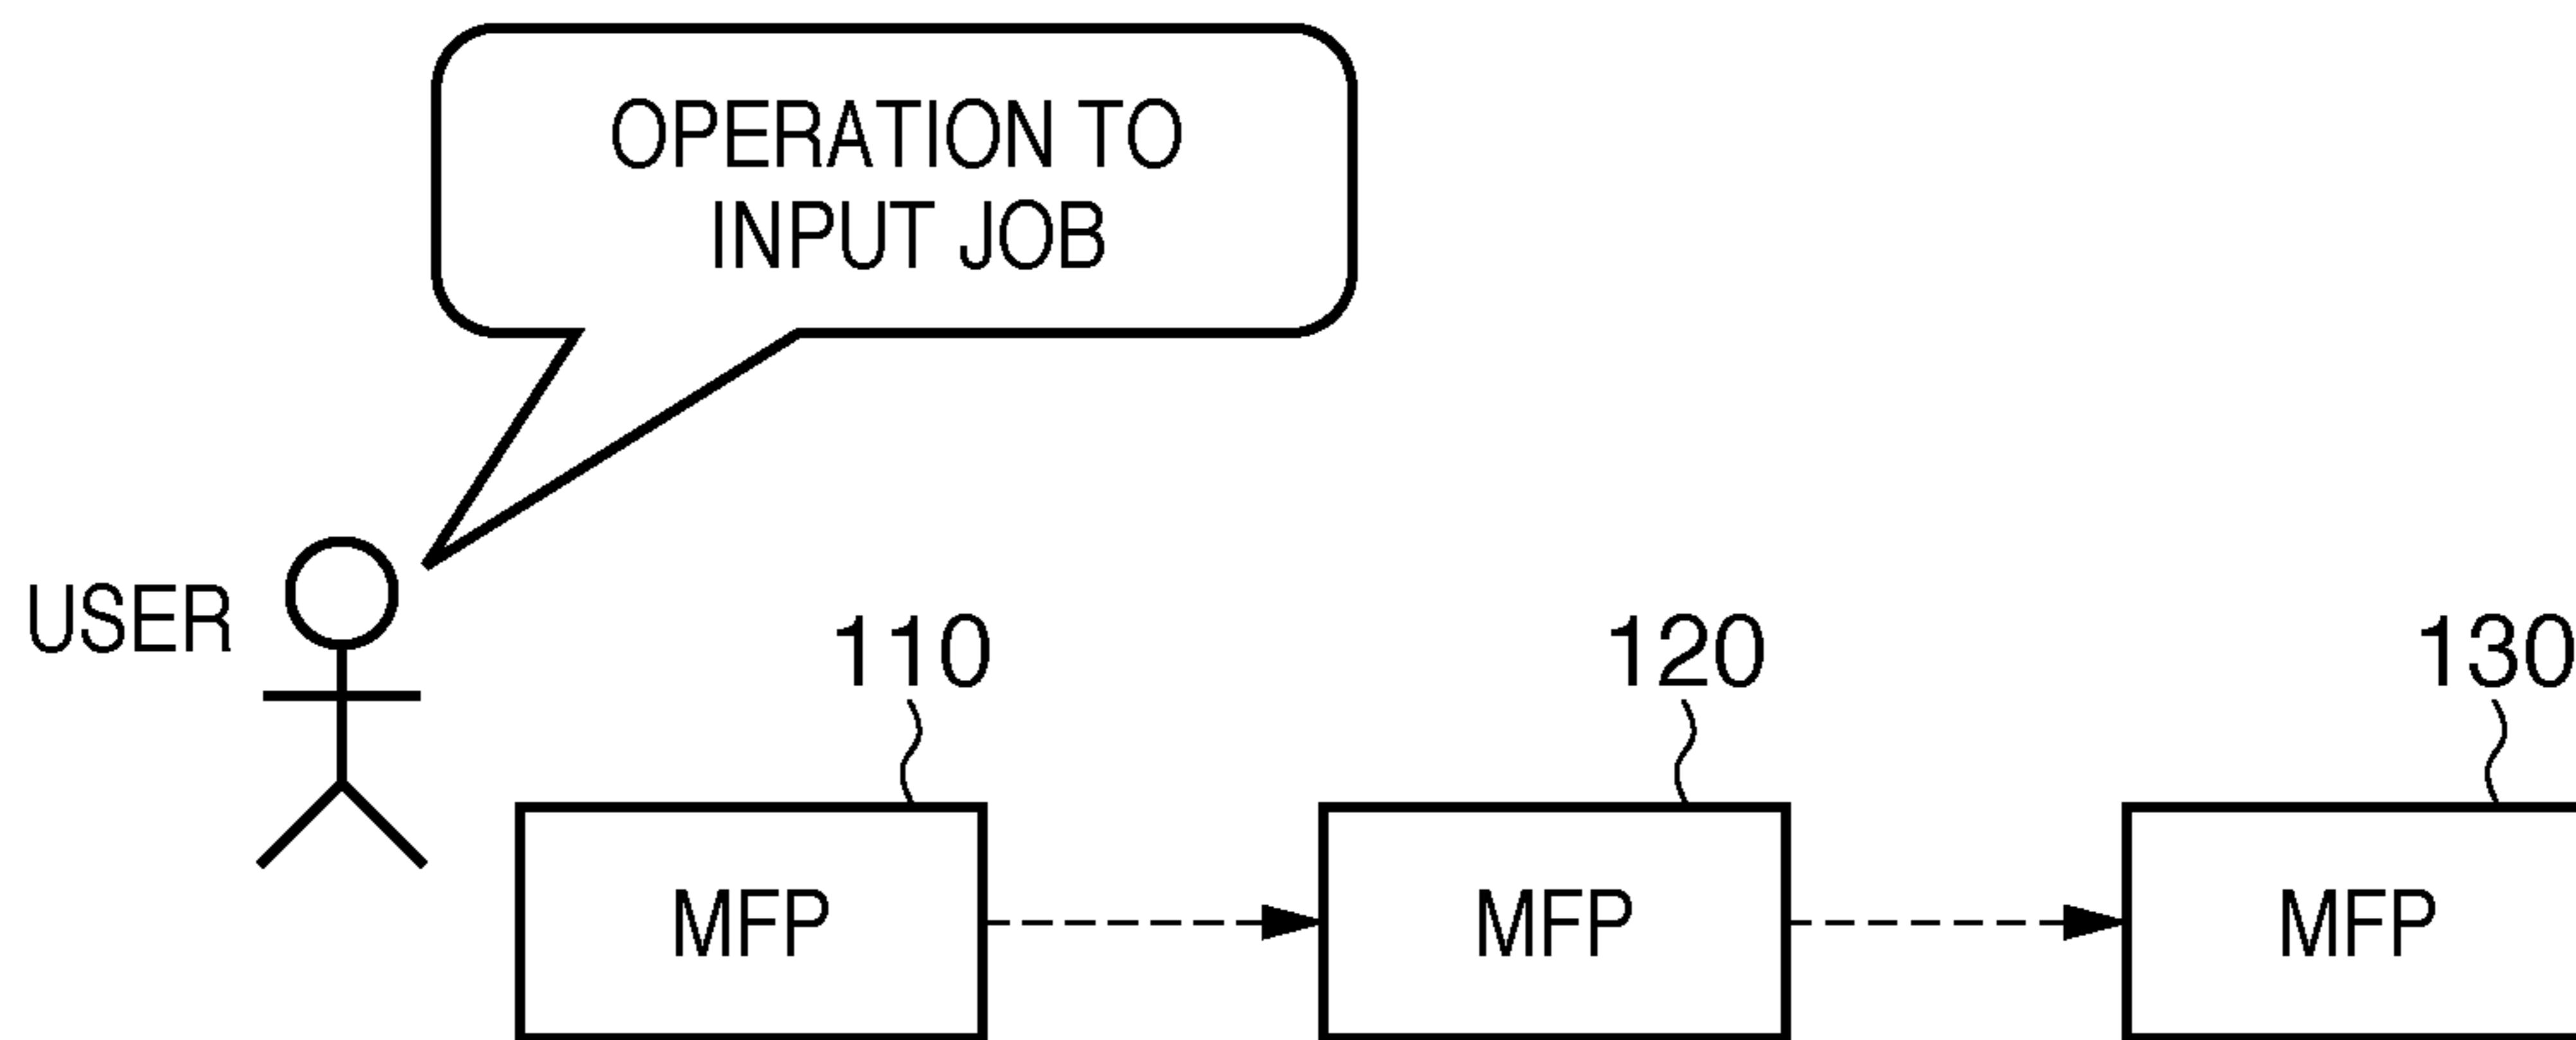 OPERATION TO
INPUT JOB
USER
110
120
130
MFP
MFP
MFP